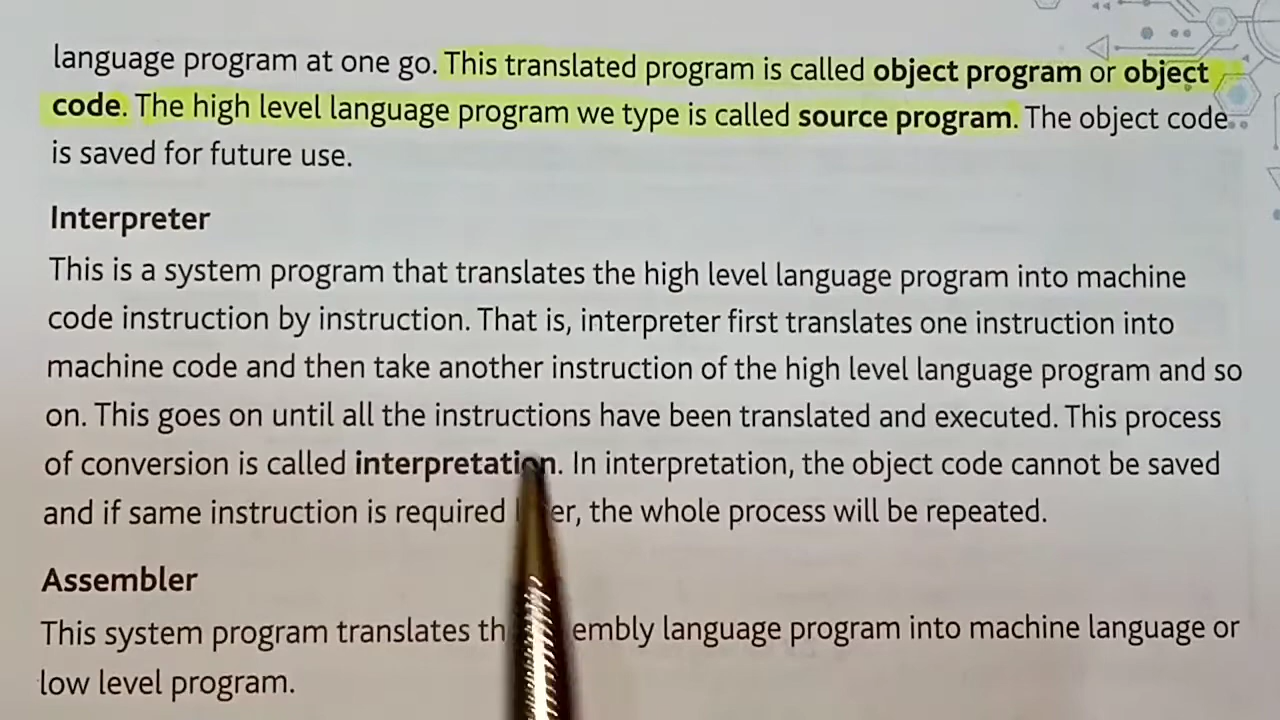 language program at one go. This translated program is called object program or object
code. The high level language program we type is called source program. The object code
is saved for future use.
Interpreter
This is a system program that translates the high level language program into machine
code instruction by instruction. That is, interpreter first translates one instruction into
machine code and then take another instruction of the high level language program and so
on. This goes on until all the instructions have been translated and executed. This process
of conversion is called interpretation. In interpretation, the object code cannot be saved
and if same instruction is required the whole process will be repeated.
Assembler
This system program translates language program into machine language or
low level program.